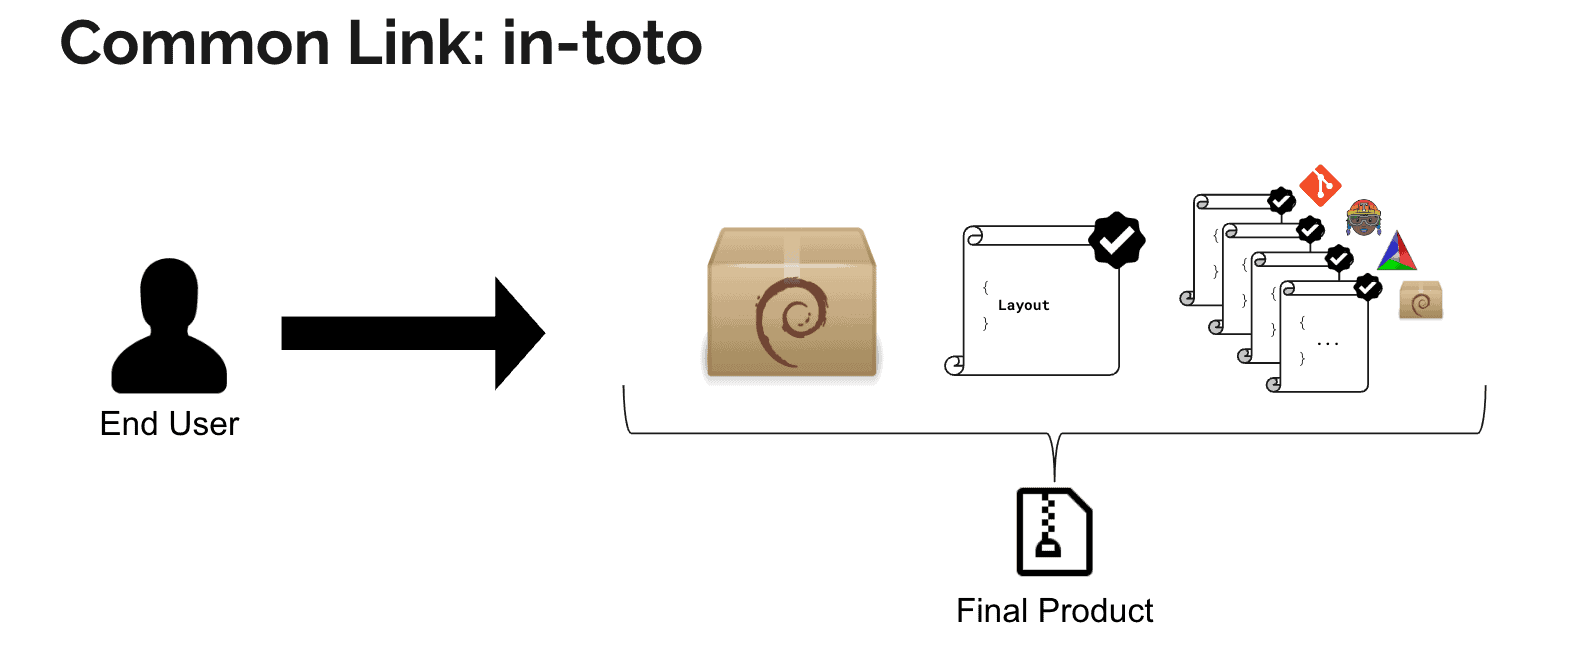 Common Link: in-toto
{
Layout
}
{
}
{
}
{
}
{
...
}
End User
Final Product